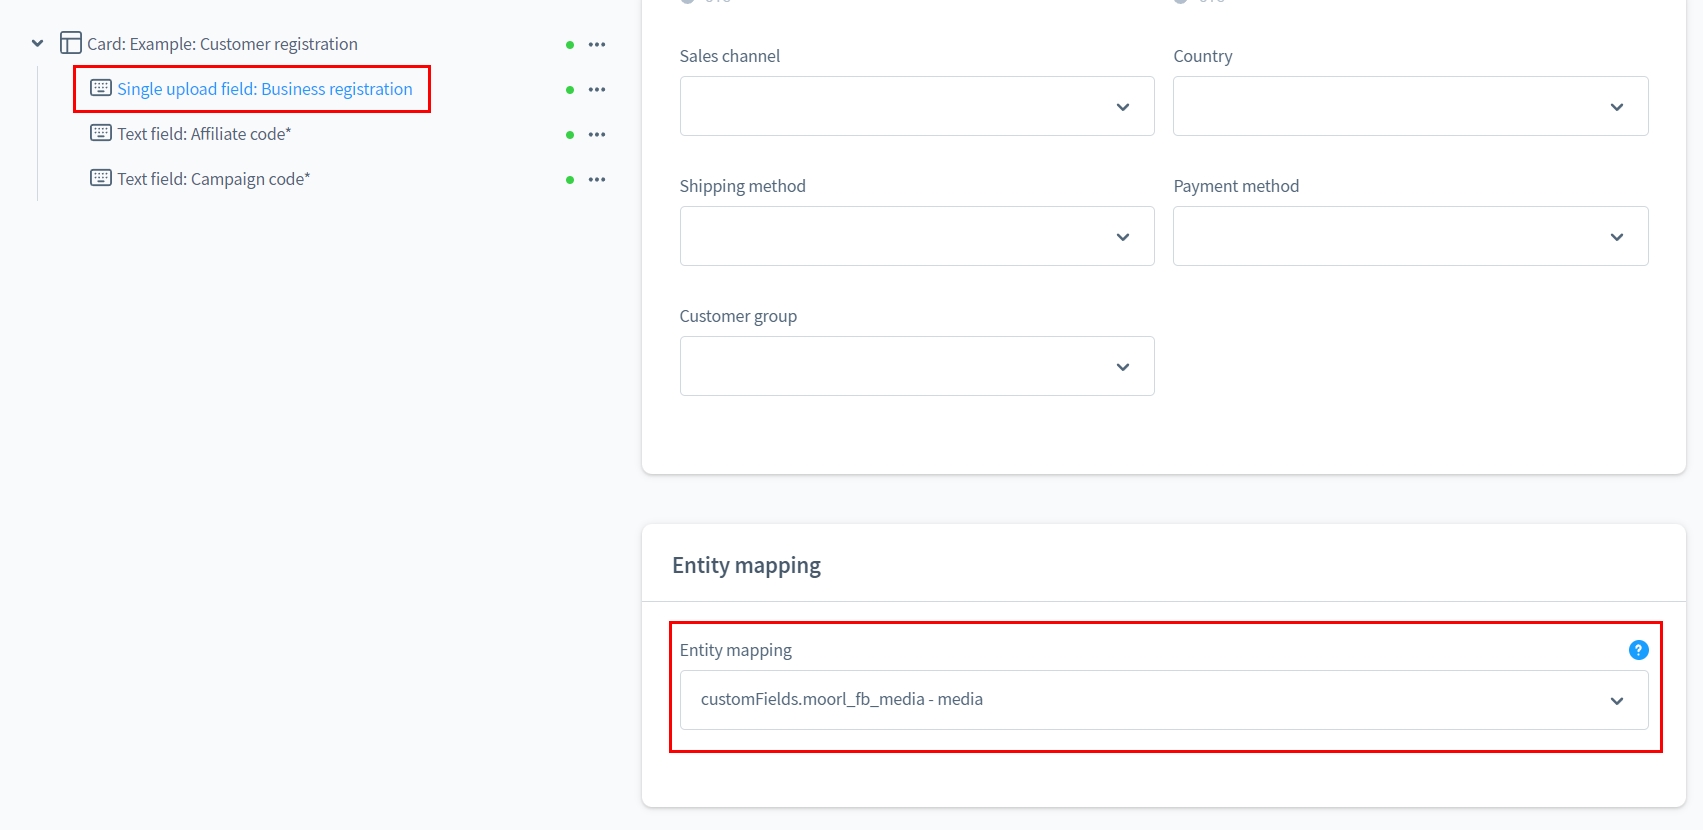 Card: Example: Customer registration
Single upload field: Business registration
Text field: Affiliate code*
Text field: Campaign code*
Sales channel
Country
Shipping method
Payment method
Customer group
Entity mapping
Entity mapping
?
customFields.moorl_fb_media - media